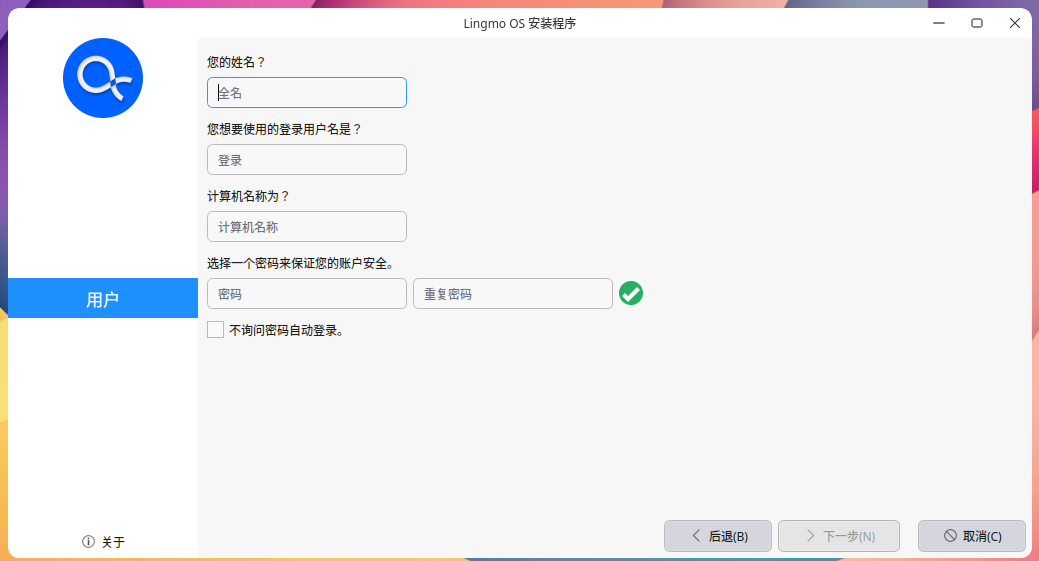 Lingmo OS 安装程序
您的姓名？
全名
您想要使用的登录用户名是？
登录
计算机名称为？
计算机名称
选择一个密码来保证您的账户安全。
密码 重复密码
用户
不询问密码自动登录。
关于
后退(B) 下一步(N) 取消(C)